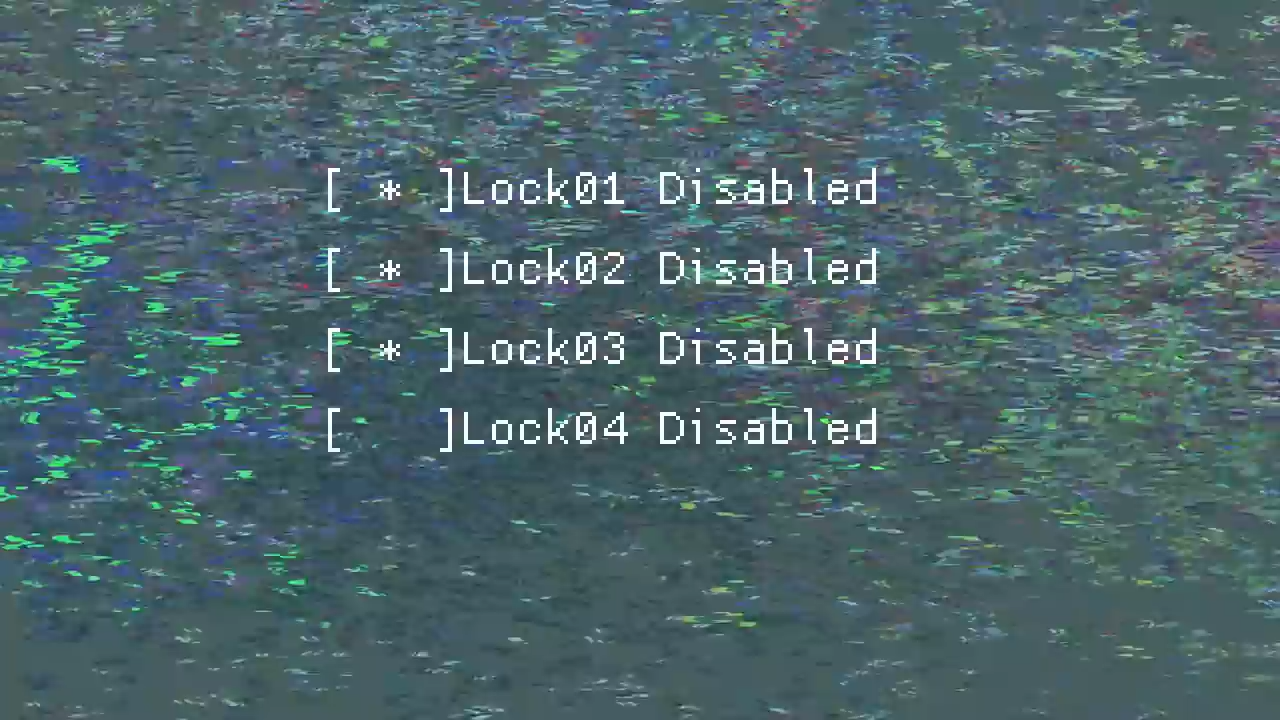 [ * ]Lock01 Disabled
[ * ]Lock02 Disabled
[ * ]Lock03 Disabled
[   ]Lock04 Disabled